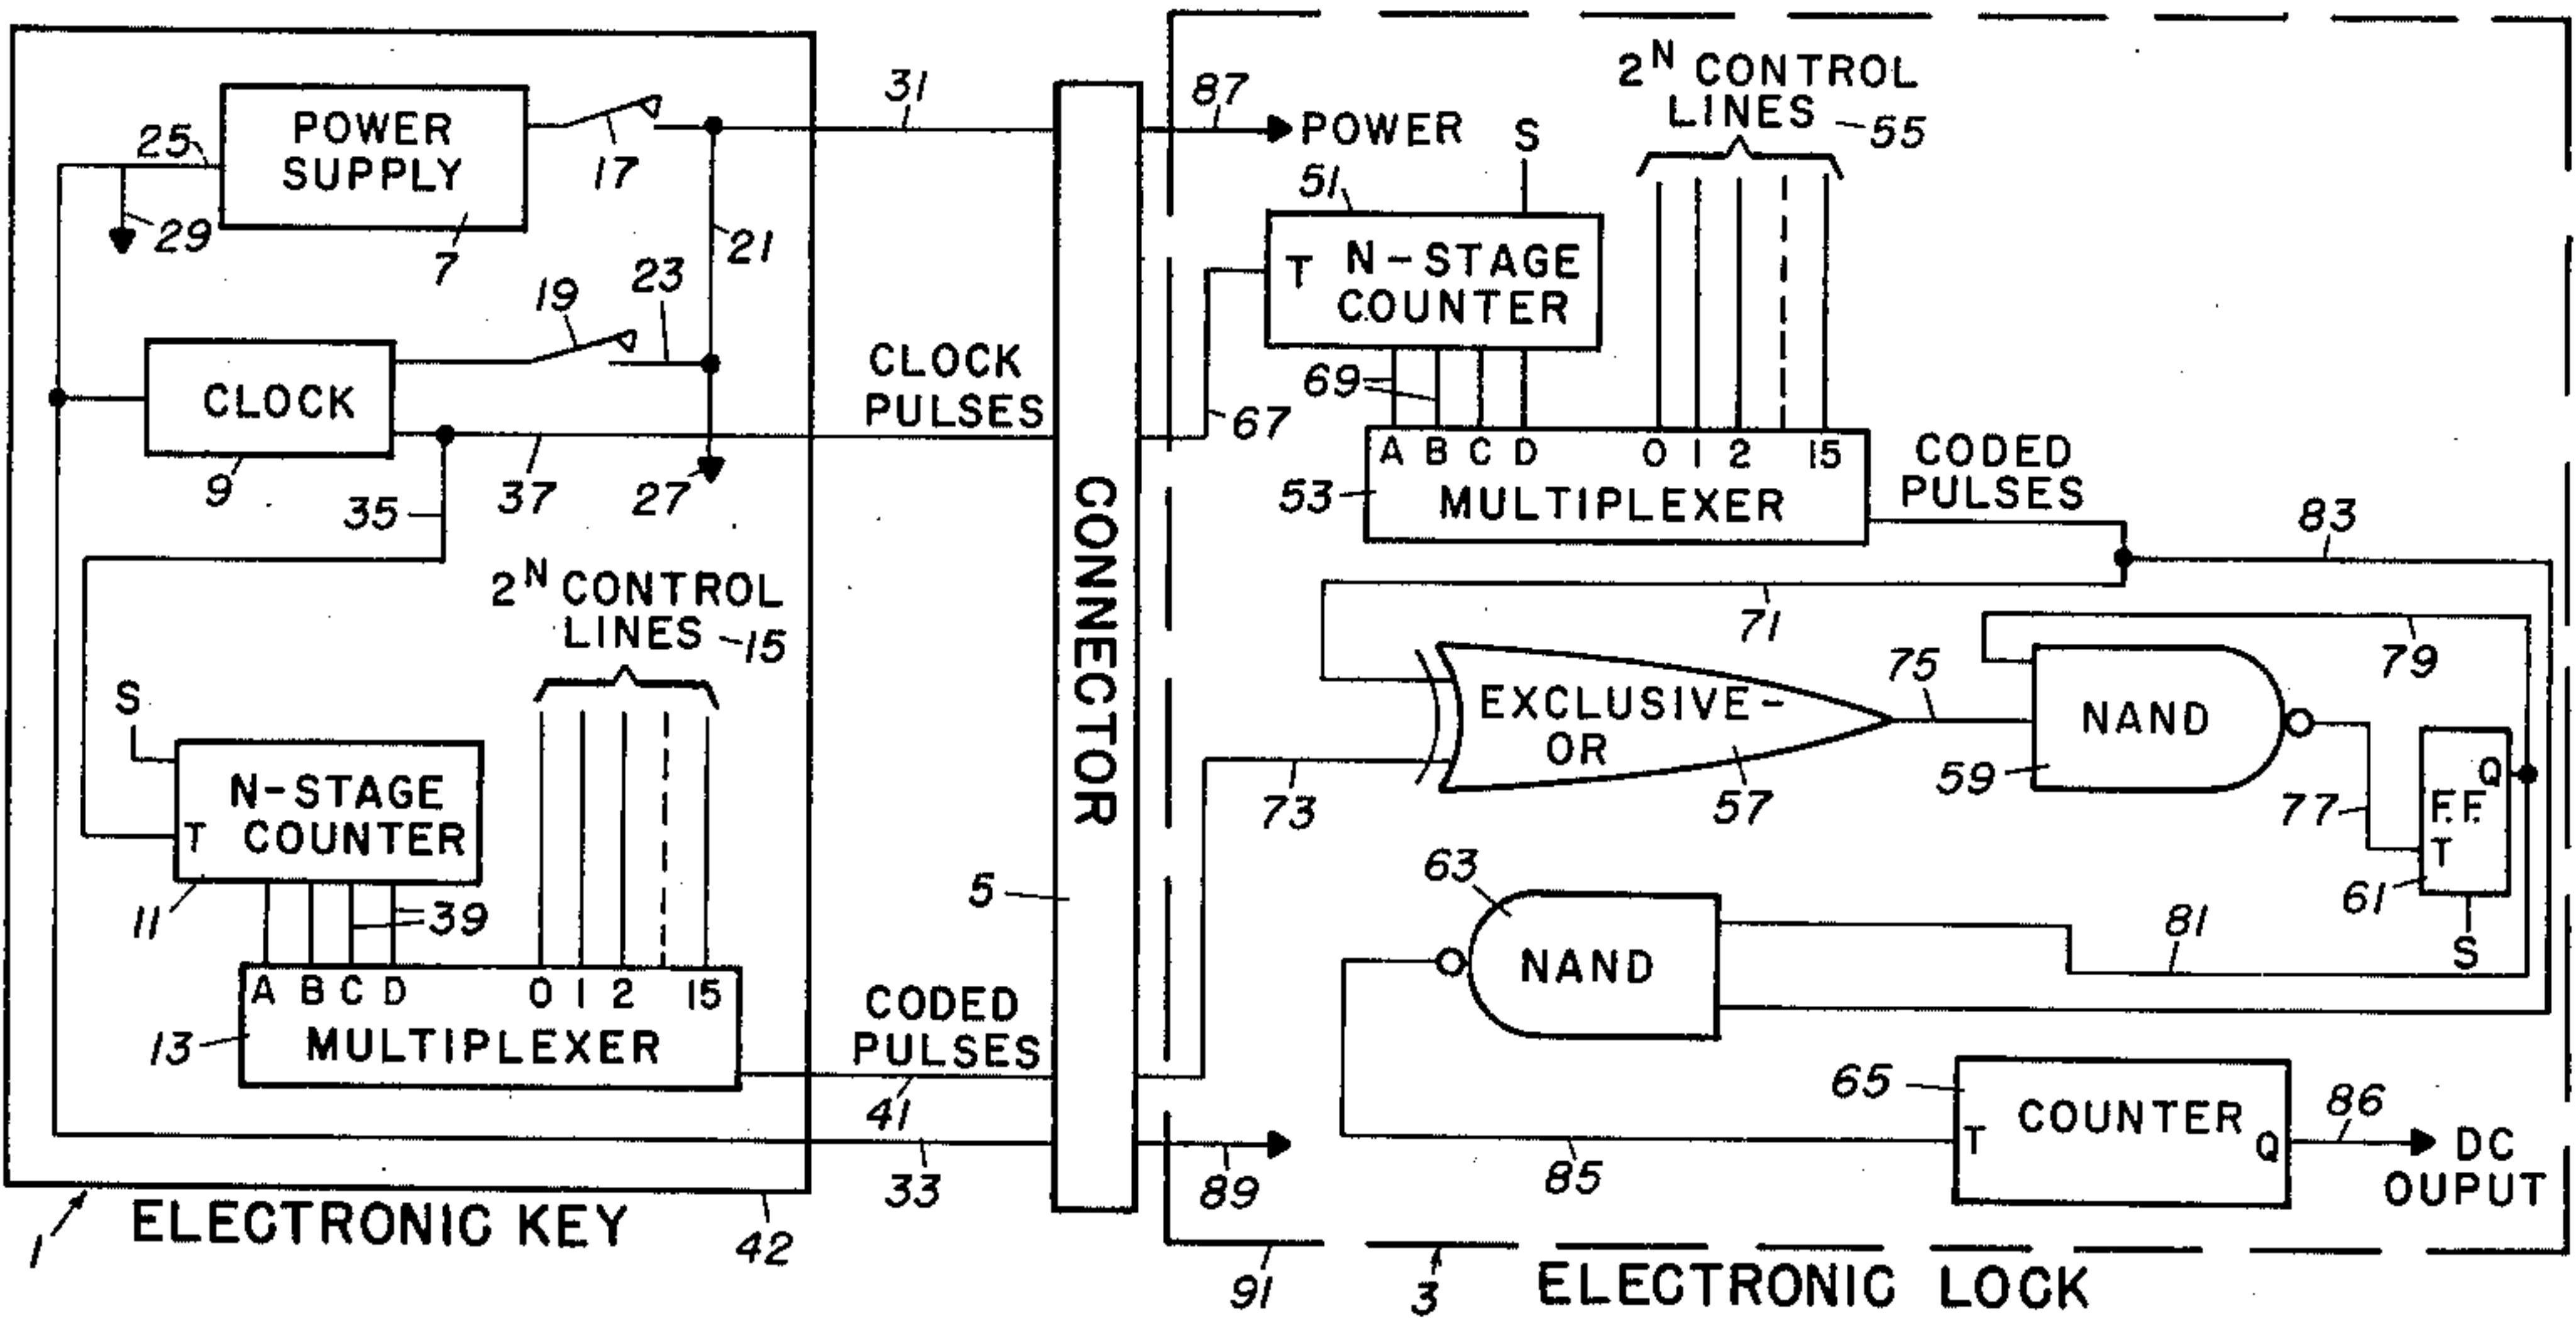 POWER
SUPPLY
25
29
7
17
21
31
CLOCK
9
19
23
35
37
27
CLOCK
PULSES
2N CONTROL
LINES
15
S
N-STAGE
T COUNTER
11
39
A B C D 0 1 2 15
MULTIPLEXER
13
CODED
PULSES
41
33
1
ELECTRONIC KEY
42
CONNECTOR
5
87
POWER
S
2N CONTROL
LINES
55
51
T N-STAGE
COUNTER
69
67
A B C D 0 1 2 15
53
MULTIPLEXER
CODED
PULSES
83
71
79
EXCLUSIVE-
OR
57
73
75
NAND
59
77
Q
F.F.
T
61
S
63
NAND
81
65
COUNTER
T Q
85
86
DC
OUPUT
89
91
3
ELECTRONIC LOCK